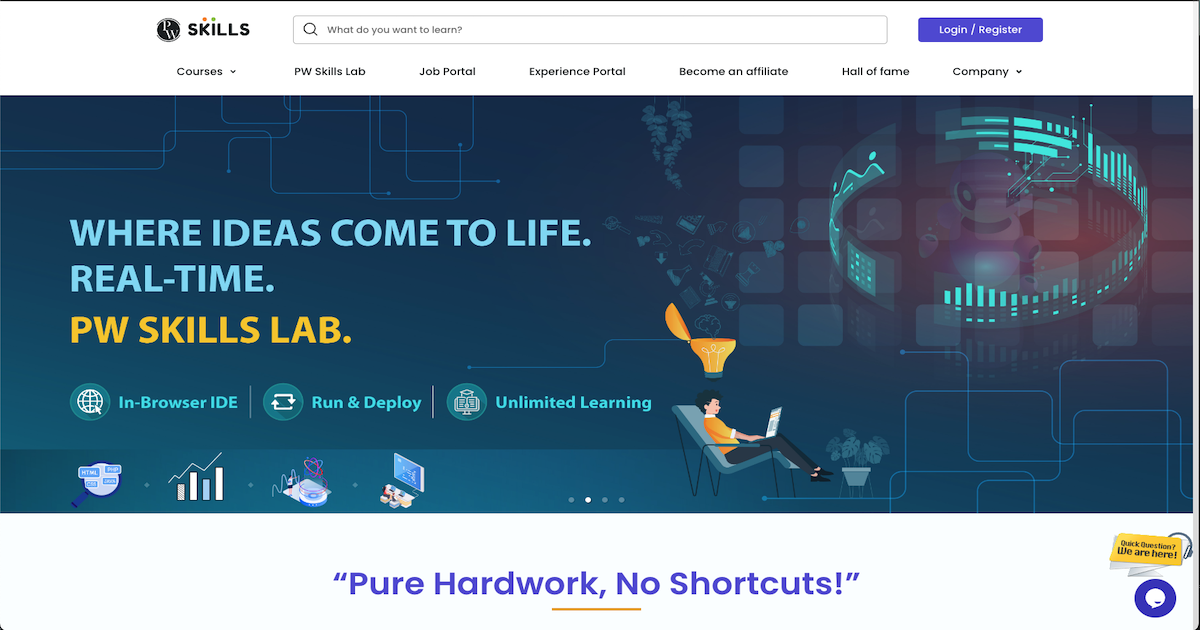 PW SKILLS
What do you want to learn?
Login / Register
Courses
PW Skills Lab
Job Portal
Experience Portal
Become an affiliate
Hall of fame
Company
WHERE IDEAS COME TO LIFE.
REAL-TIME.
PW SKILLS LAB.
In-Browser IDE
Run & Deploy
Unlimited Learning
HTML
PHP
Quick Question?
We are here!
“Pure Hardwork, No Shortcuts!”